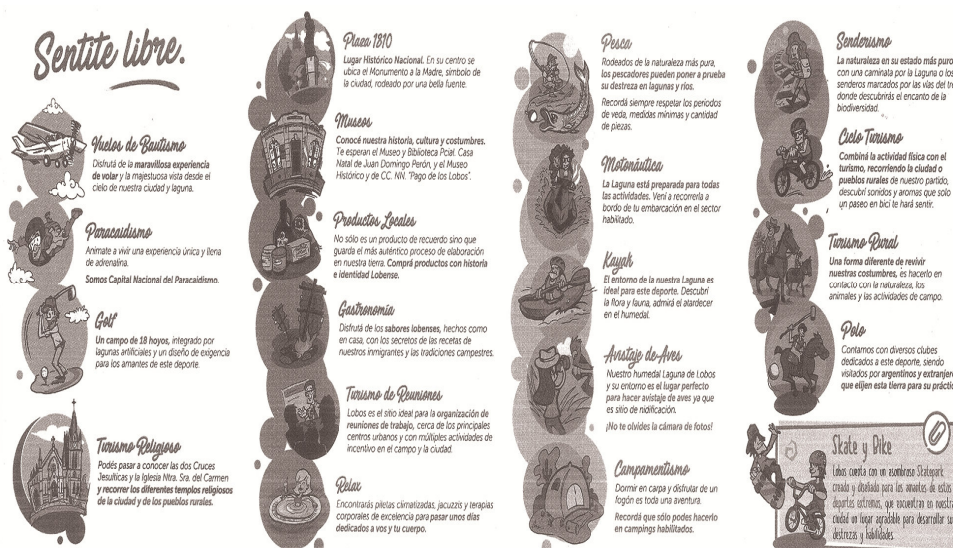 Sentite libre.
Vuelos de Bautismo
Disfrutá de la maravillosa experiencia
de volar y la majestuosa vista desde el
cielo de nuestra ciudad y laguna.
Paracaidismo
Animate a vivir una experiencia única y llena
de adrenalina.
Somos Capital Nacional del Paracaidismo.
Golf
Un campo de 18 hoyos, integrado por
lagunas artificiales y un diseño de exigencia
para los amantes de este deporte.
Turismo Religioso
Podés pasar a conocer las dos Cruces
Jesuíticas y la Iglesia Ntra. Sra. del Carmen
y recorrer los diferentes templos religiosos
de la ciudad y de los pueblos rurales.
Plaza 1810
Lugar Histórico Nacional. En su centro se
ubica el Monumento a la Madre, símbolo de
la ciudad, rodeado por una bella fuente.
Museos
Conocé nuestra historia, cultura y costumbres.
Te esperan el Museo y Biblioteca Pcial. Casa
Natal de Juan Domingo Perón, y el Museo
Histórico y de CC. NN. "Pago de los Lobos".
Productos Locales
No sólo es un producto de recuerdo sino que
guarda el más auténtico proceso de elaboración
en nuestra tierra. Comprá productos con historia
e identidad Lobense.
Gastronomía
Disfrutá de los sabores lobenses, hechos como
en casa, con los secretos de las recetas de
nuestros inmigrantes y las tradiciones campestres.
Turismo de Reuniones
Lobos es el sitio ideal para la organización de
reuniones de trabajo, cerca de los principales
centros urbanos y con múltiples actividades de
incentivo en el campo y la ciudad.
Relax
Encontrarás piletas climatizadas, jacuzzis y terapias
corporales de excelencia para pasar unos días
dedicados a vos y tu cuerpo.
Pesca
Rodeados de la naturaleza más pura,
los pescadores pueden poner a prueba
su destreza en lagunas y ríos.
Recordá siempre respetar los períodos
de veda, medidas mínimas y cantidad
de piezas.
Motonáutica
La Laguna está preparada para todas
las actividades. Vení a recorrerla a
bordo de tu embarcación en el sector
habilitado.
Kayak
El entorno de la nuestra Laguna es
ideal para este deporte. Descubrí
la flora y fauna, admirá el atardecer
en el humedal.
Avistaje de Aves
Nuestro humedal Laguna de Lobos
y su entorno es el lugar perfecto
para hacer avistaje de aves ya que
es sitio de nidificación.
¡No te olvides la cámara de fotos!
Campamentismo
Dormir en carpa y disfrutar de un
fogón es toda una aventura.
Recordá que sólo podes hacerlo
en campings habilitados.
Senderismo
La naturaleza en su estado más puro
con una caminata por la Laguna o los
senderos marcados por las vías del tre
donde descubrirás el encanto de la
biodiversidad.
Ciclo Turismo
Combiná la actividad física con el
turismo, recorriendo la ciudad o
pueblos rurales de nuestro partido,
descubrí sonidos y aromas que solo
un paseo en bici te hará sentir.
Turismo Rural
Una forma diferente de revivir
nuestras costumbres, es hacerlo en
contacto con la naturaleza, los
animales y las actividades de campo.
Polo
Contamos con diversos clubes
dedicados a este deporte, siendo
visitados por argentinos y extranjero
que elijen esta tierra para su práctic
Skate y Bike
Lobos cuenta con un asombroso Skatepark
creado y diseñado para los amantes de estos
deportes extremos, que encuentran en nuestra
ciudad un lugar agradable para desarrollar su
destrezas y habilidades.